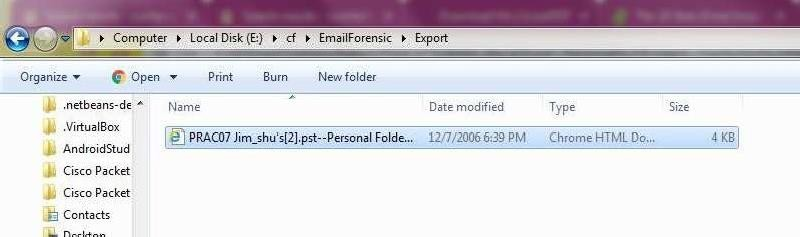 Computer Local Disk (E:) cf EmailForensic Export
Organize Open Print Burn New folder
Name Date modified Type Size
.netbeans-de
.VirtualBox
AndroidStud
Cisco Packet
Cisco Packet
Contacts
Desktop
PRAC07 Jim_shu's[2].pst--Personal Folde... 12/7/2006 6:39 PM Chrome HTML Do... 4 KB